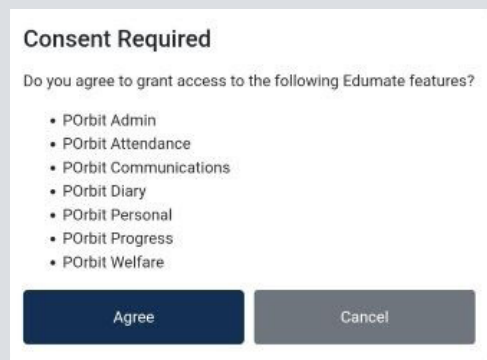 Consent Required
Do you agree to grant access to the following Edumate features?
• POrbit Admin
• POrbit Attendance
• POrbit Communications
• POrbit Diary
• POrbit Personal
• POrbit Progress
• POrbit Welfare
Agree
Cancel